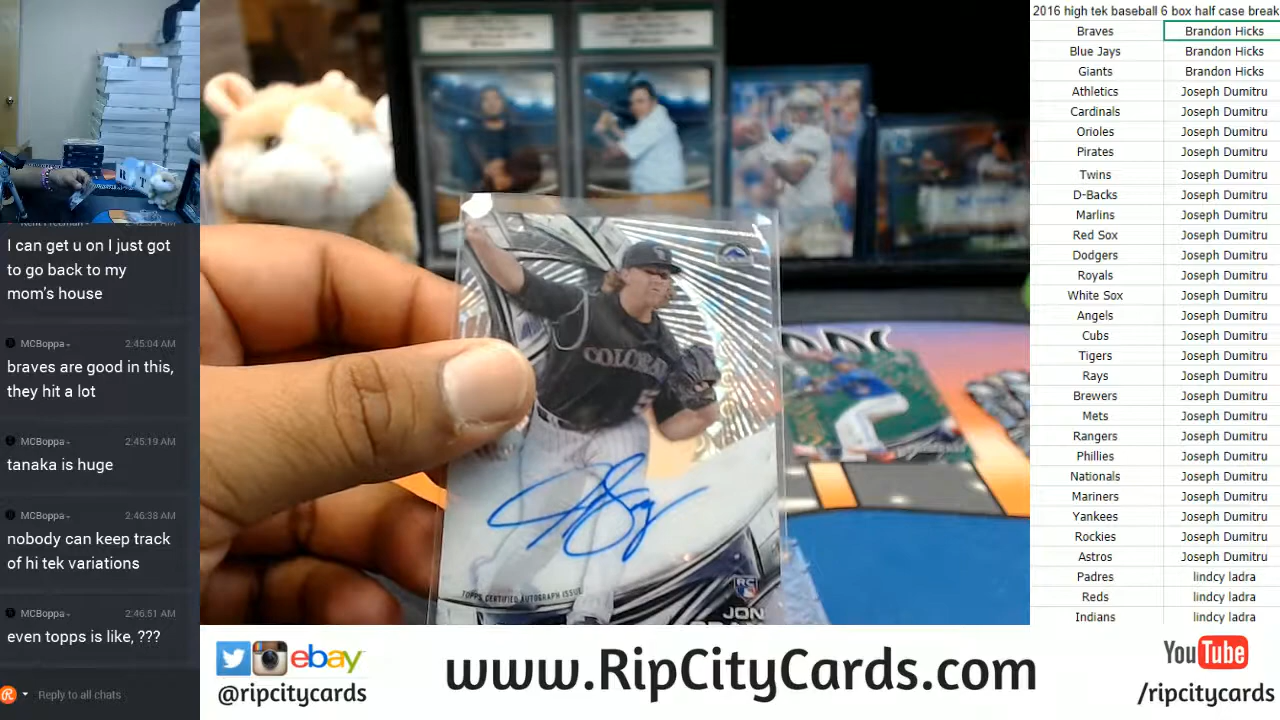 I can get u on I just got
to go back to my
mom's house
MCBoppa 2:45:04 AM
braves are good in this,
they hit a lot
MCBoppa 2:45:19 AM
tanaka is huge
MCBoppa 2:46:38 AM
nobody can keep track
of hi tek variations
MCBoppa 2:46:51 AM
even topps is like, ???
Reply to all chats
COLORA
TOPPS CERTIFIED AUTOGRAPH ISSUE
RC
JON
2016 high tek baseball 6 box half case break
Braves Brandon Hicks
Blue Jays Brandon Hicks
Giants Brandon Hicks
Athletics Joseph Dumitru
Cardinals Joseph Dumitru
Orioles Joseph Dumitru
Pirates Joseph Dumitru
Twins Joseph Dumitru
D-Backs Joseph Dumitru
Marlins Joseph Dumitru
Red Sox Joseph Dumitru
Dodgers Joseph Dumitru
Royals Joseph Dumitru
White Sox Joseph Dumitru
Angels Joseph Dumitru
Cubs Joseph Dumitru
Tigers Joseph Dumitru
Rays Joseph Dumitru
Brewers Joseph Dumitru
Mets Joseph Dumitru
Rangers Joseph Dumitru
Phillies Joseph Dumitru
Nationals Joseph Dumitru
Mariners Joseph Dumitru
Yankees Joseph Dumitru
Rockies Joseph Dumitru
Astros Joseph Dumitru
Padres lindcy ladra
Reds lindcy ladra
Indians lindcy ladra
ebay
@ripcitycards
www.RipCityCards.com
YouTube
/ripcitycards